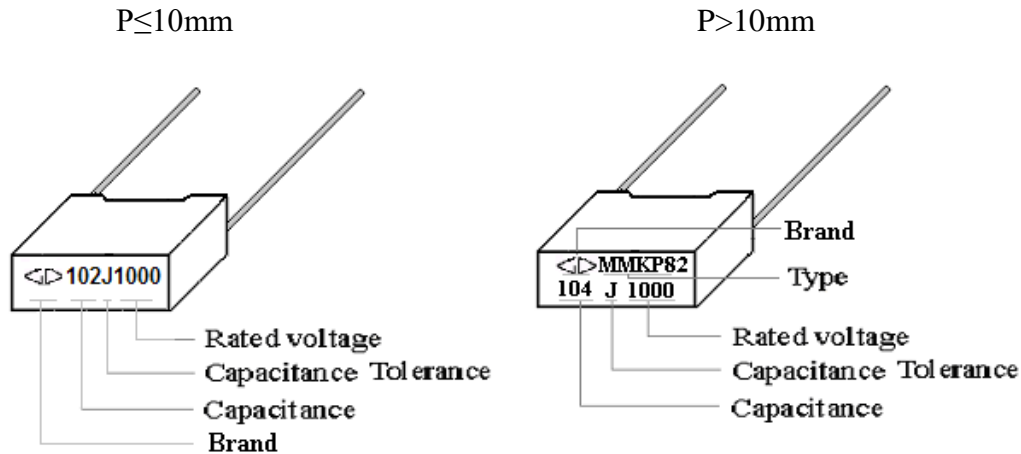 P≤10mm
P>10mm
102J1000
Rated voltage
Capacitance Tolerance
Capacitance
Brand
MMKP82
104 J 1000
Brand
Type
Rated voltage
Capacitance Tolerance
Capacitance